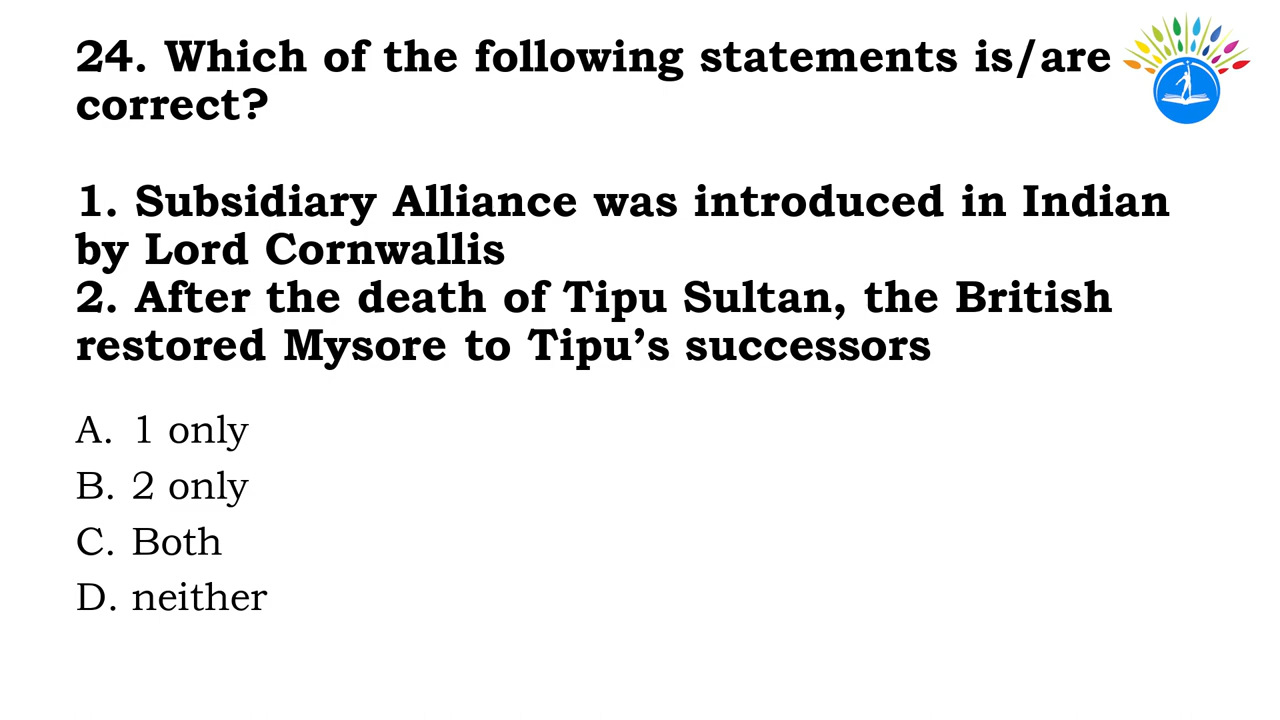 24. Which of the following statements is/are
correct?
1. Subsidiary Alliance was introduced in Indian
by Lord Cornwallis
2. After the death of Tipu Sultan, the British
restored Mysore to Tipu’s successors
A. 1 only
B. 2 only
C. Both
D. neither